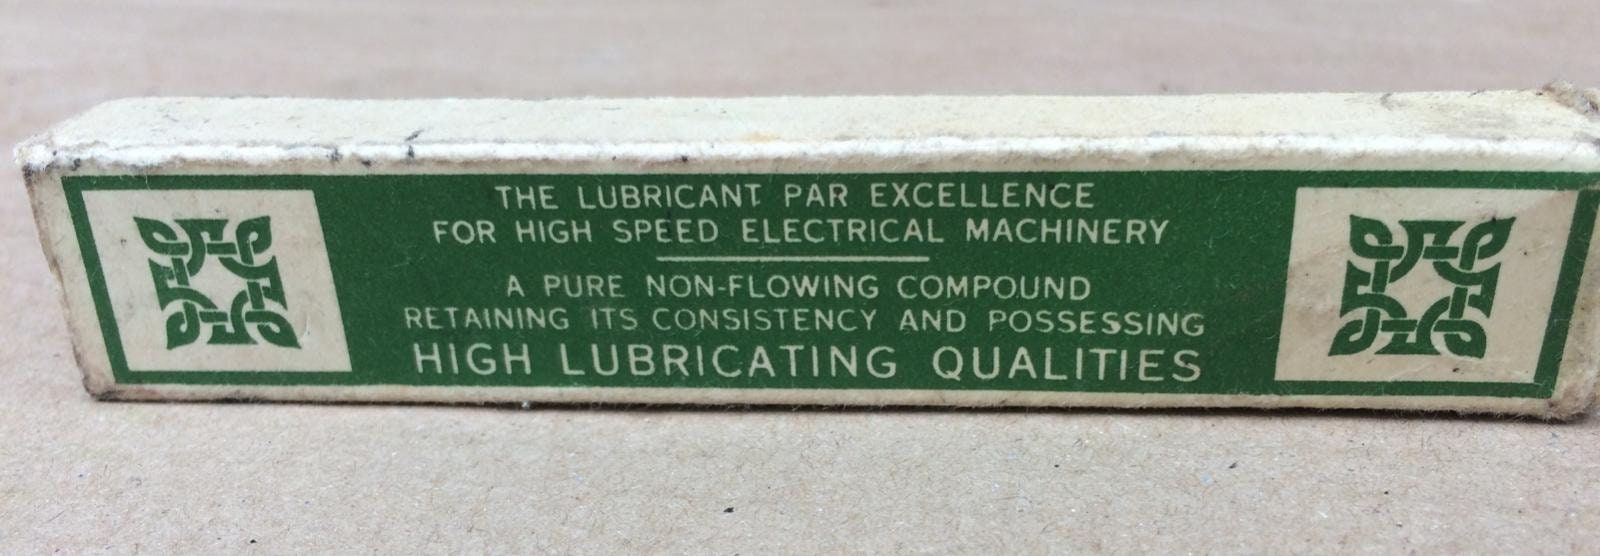 THE LUBRICANT PAR EXCELLENCE
FOR HIGH SPEED ELECTRICAL MACHINERY
A PURE NON-FLOWING COMPOUND
RETAINING ITS CONSISTENCY AND POSSESSING
HIGH LUBRICATING QUALITIES